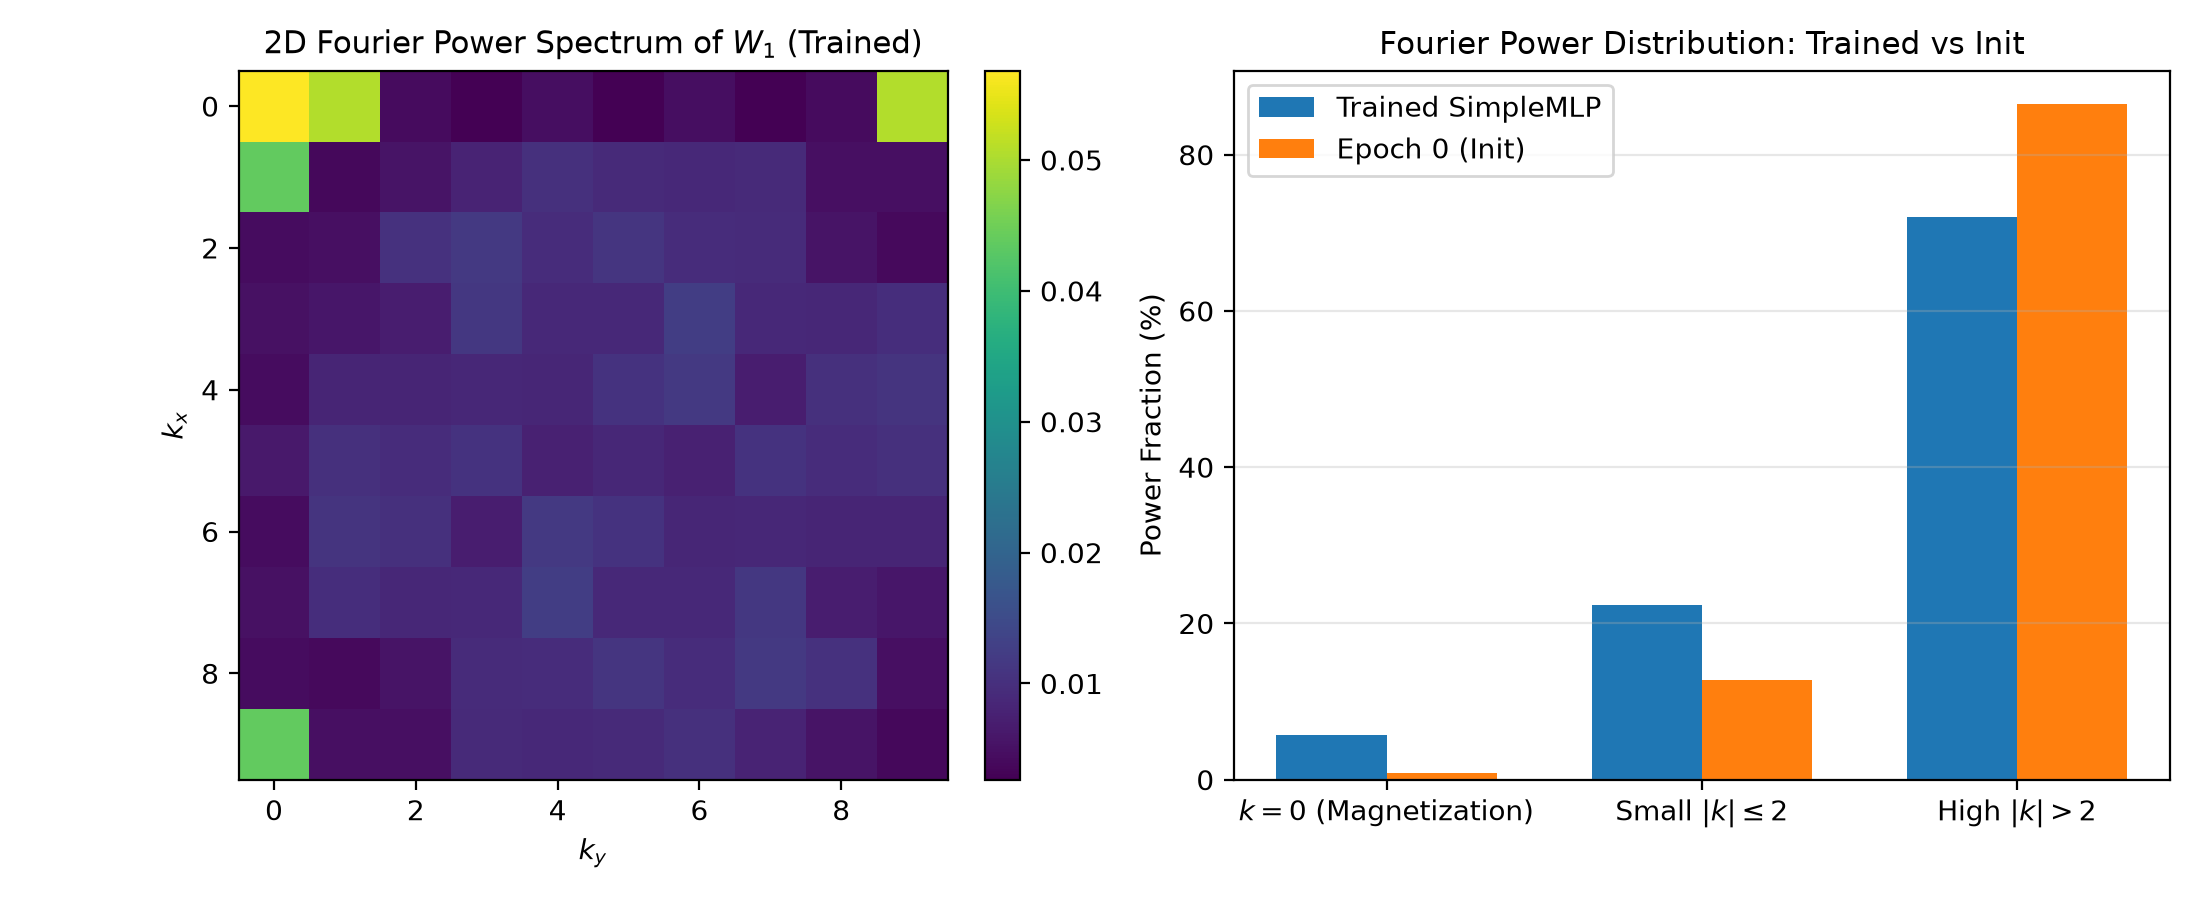 2D Fourier Power Spectrum of W₁ (Trained)
0
2
4
6
8
kₓ
0 2 4 6 8
k_y
0.05
0.04
0.03
0.02
0.01
Fourier Power Distribution: Trained vs Init
Trained SimpleMLP
Epoch 0 (Init)
80
60
40
20
0
Power Fraction (%)
k = 0 (Magnetization) Small |k| ≤ 2 High |k| > 2